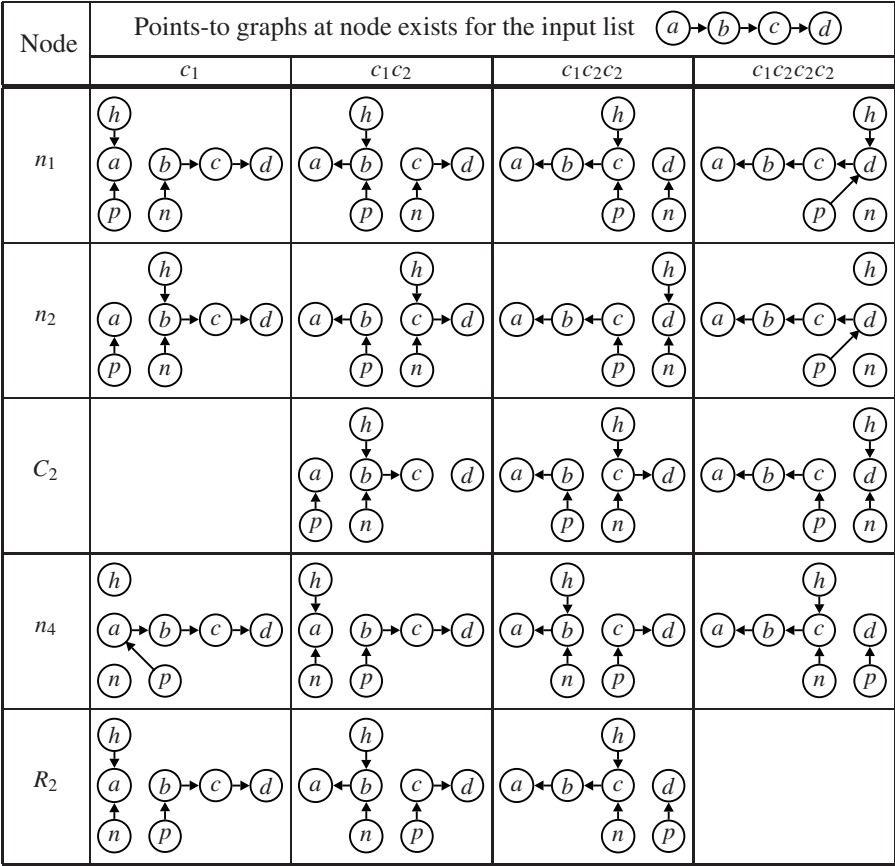 Points-to graphs at node exists for the input list a b c d
Node
c₁ c₁c₂ c₁c₂c₂ c₁c₂c₂c₂
h h h h
n₁ a b c d a b c d a b c d a b c d
p n p n p n p n
h h h h
n₂ a b c d a b c d a b c d a b c d
p n p n p n p n
h h h
C₂ a b c d a b c d a b c d
p n p n p n
h h h h
n₄ a b c d a b c d a b c d a b c d
n p n p n p n p
h h h
R₂ a b c d a b c d a b c d
n p n p n p